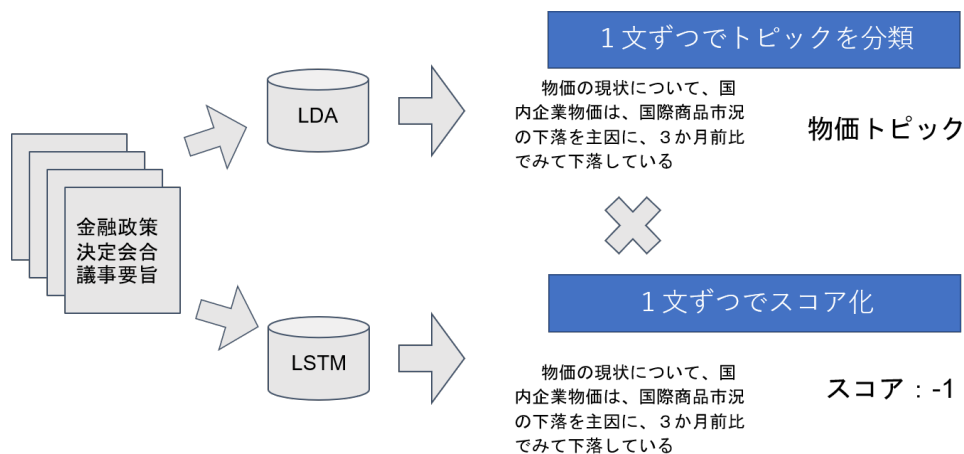 金融政策
決定会合
議事要旨
LDA
１文ずつでトピックを分類
物価の現状について、国
内企業物価は、国際商品市況
の下落を主因に、３か月前比
でみて下落している
物価トピック
LSTM
１文ずつでスコア化
物価の現状について、国
内企業物価は、国際商品市況
の下落を主因に、３か月前比
でみて下落している
スコア：-1